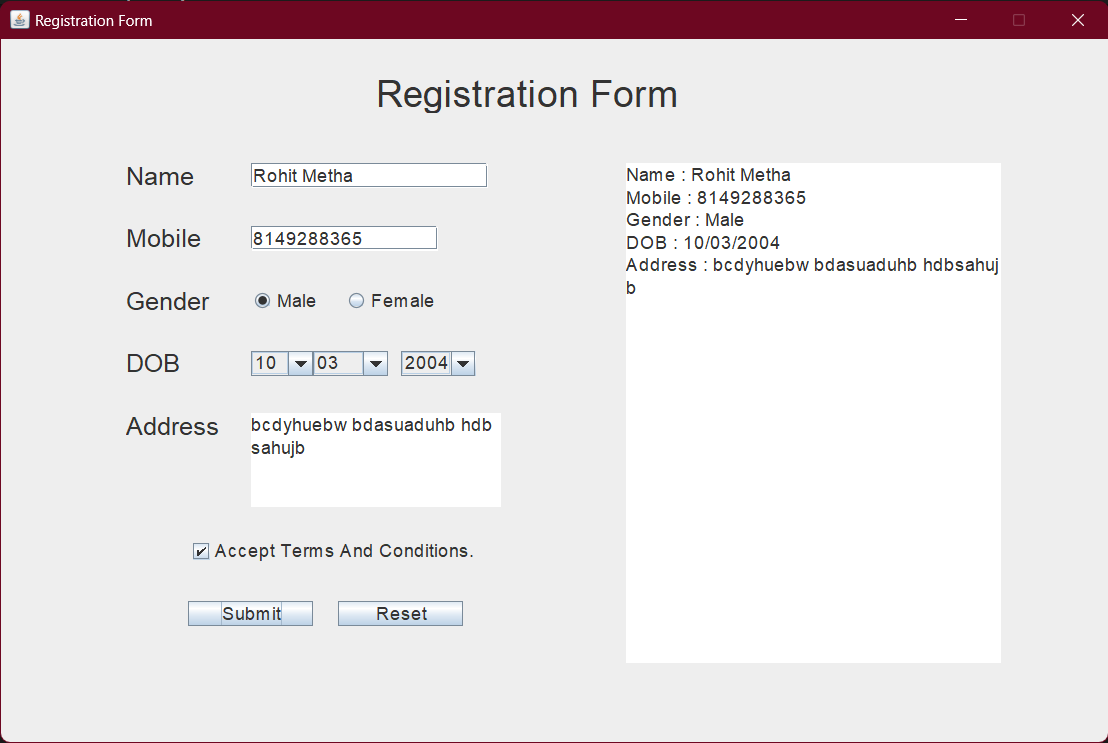 Registration Form
Registration Form
Name
Rohit Metha
Mobile
8149288365
Gender
Male
Female
DOB
10
03
2004
Address
bcdyhuebw bdasuaduhb hdb
sahujb
Accept Terms And Conditions.
Submit
Reset
Name : Rohit Metha
Mobile : 8149288365
Gender : Male
DOB : 10/03/2004
Address : bcdyhuebw bdasuaduhb hdbsahuj
b